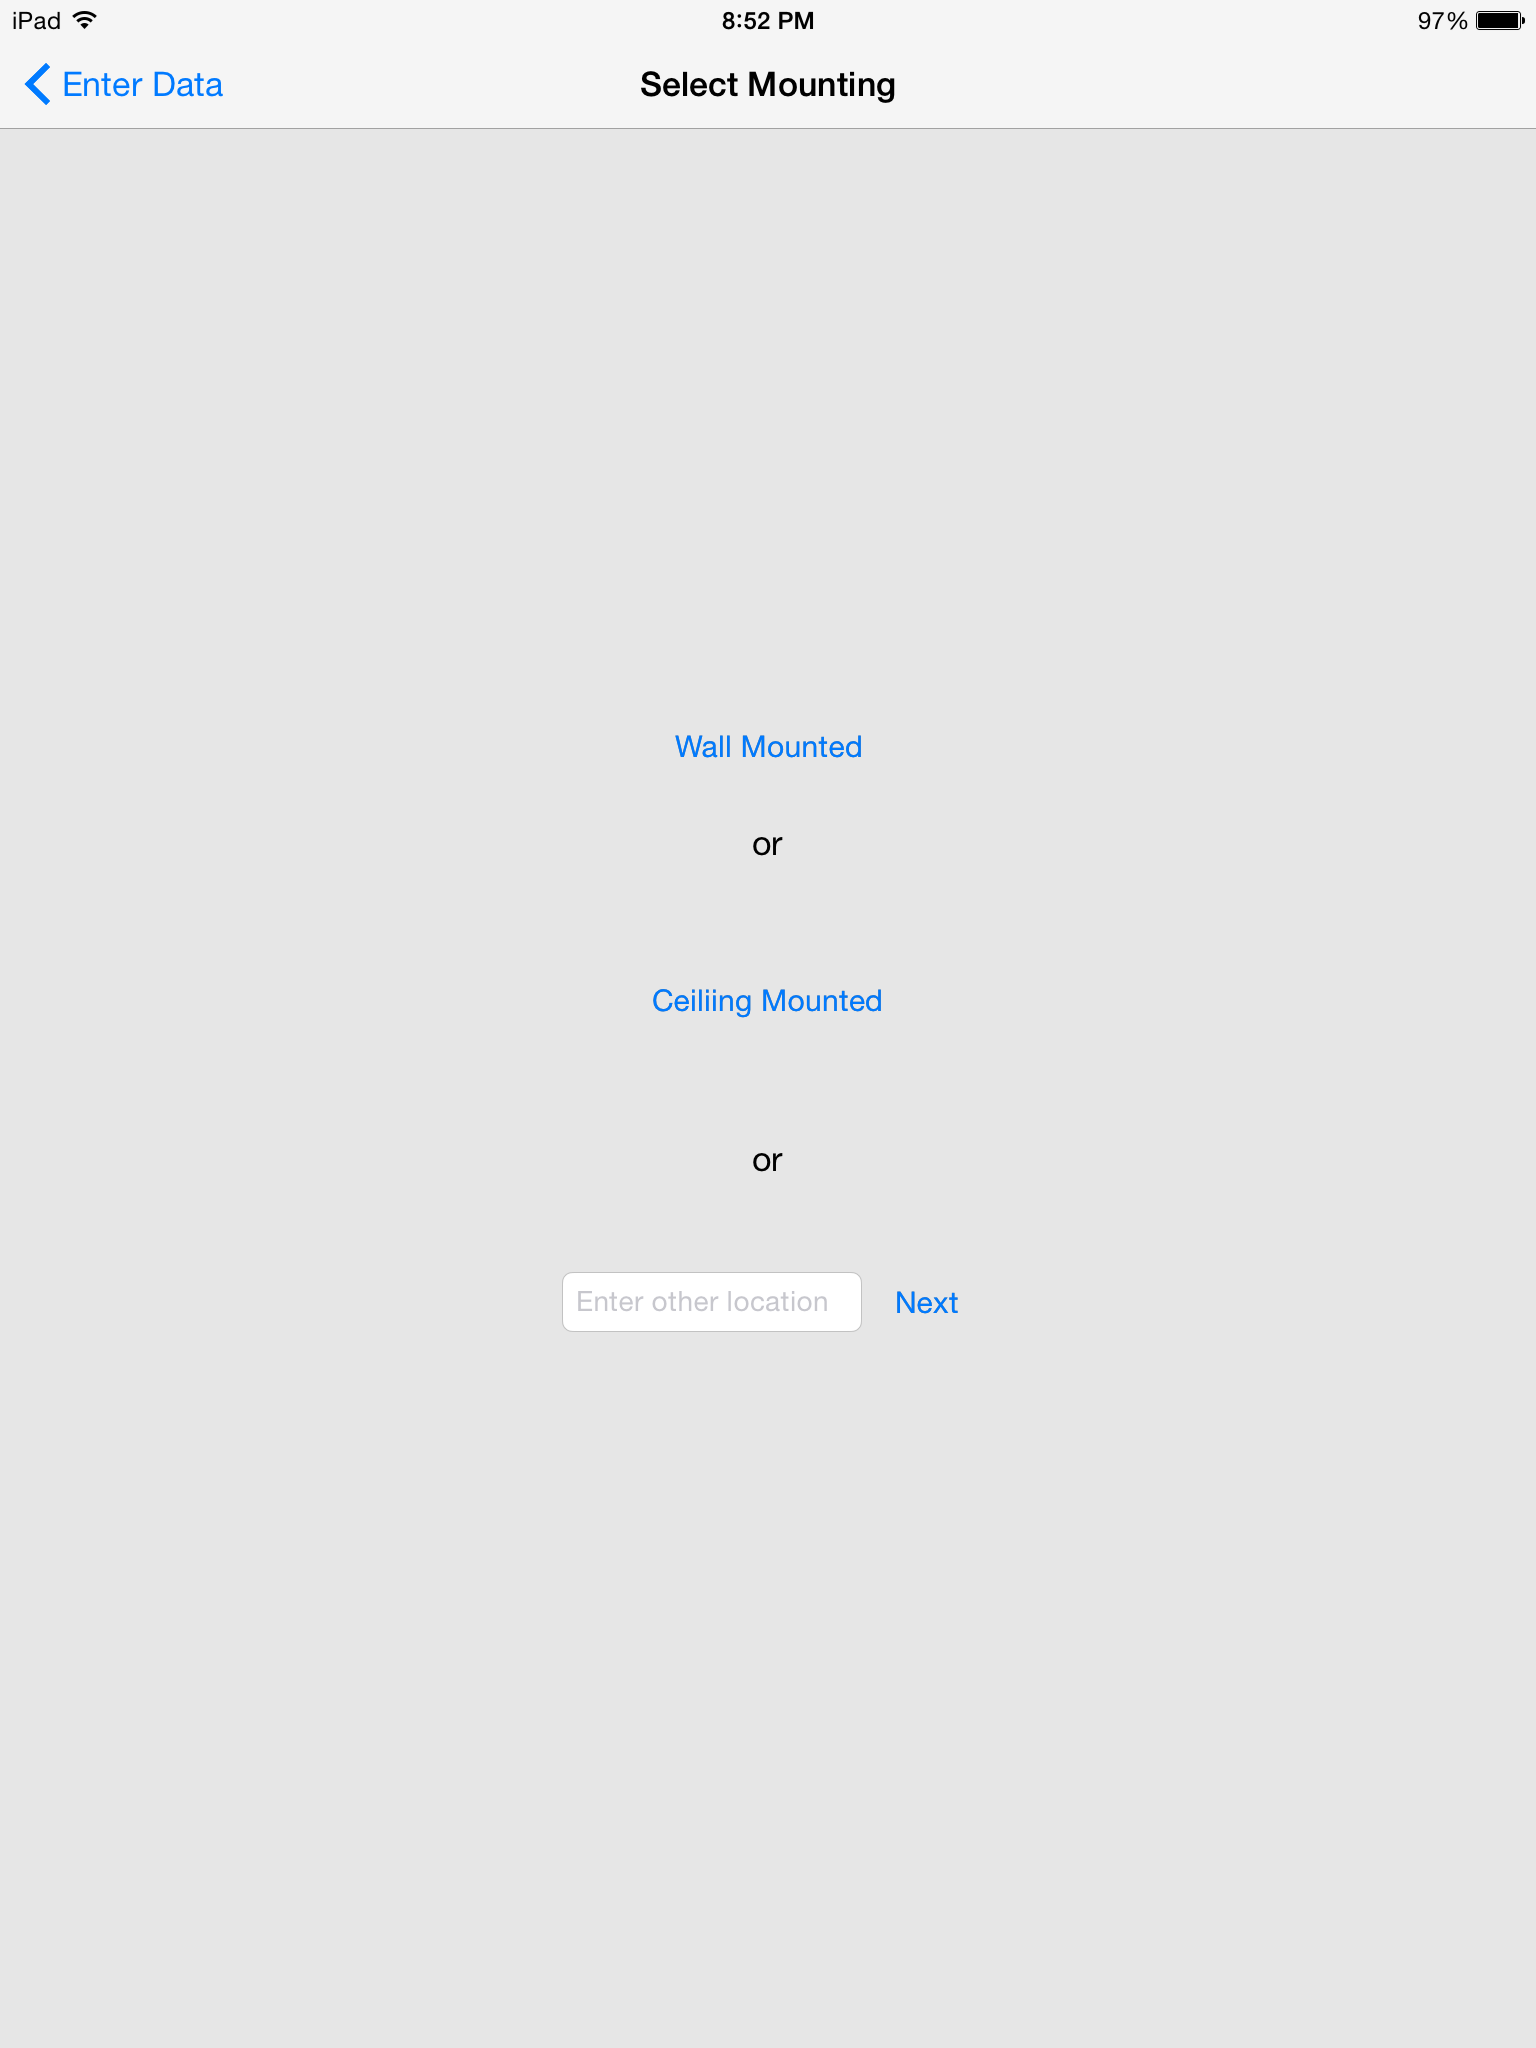 iPad 8:52 PM 97%
Enter Data Select Mounting
Wall Mounted
or
Ceiliing Mounted
or
Enter other location Next